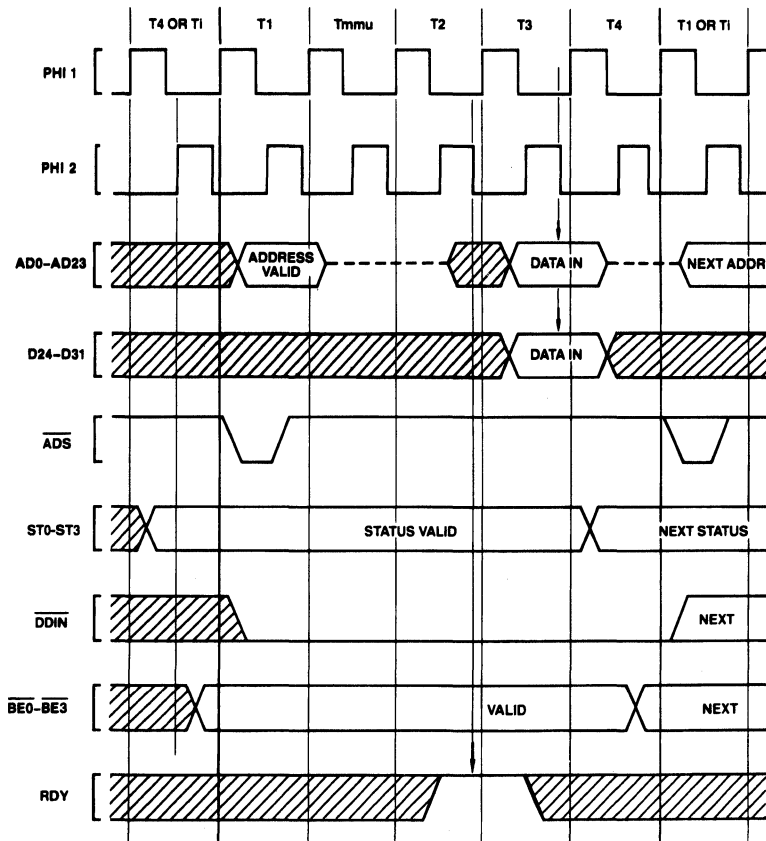 T4 OR Ti T1 Tmmu T2 T3 T4 T1 OR Ti
PHI 1
PHI 2
AD0–AD23 ADDRESS VALID DATA IN NEXT ADDR
D24–D31 DATA IN
ADS
ST0-ST3 STATUS VALID NEXT STATUS
DDIN NEXT
BE0–BE3 VALID NEXT
RDY